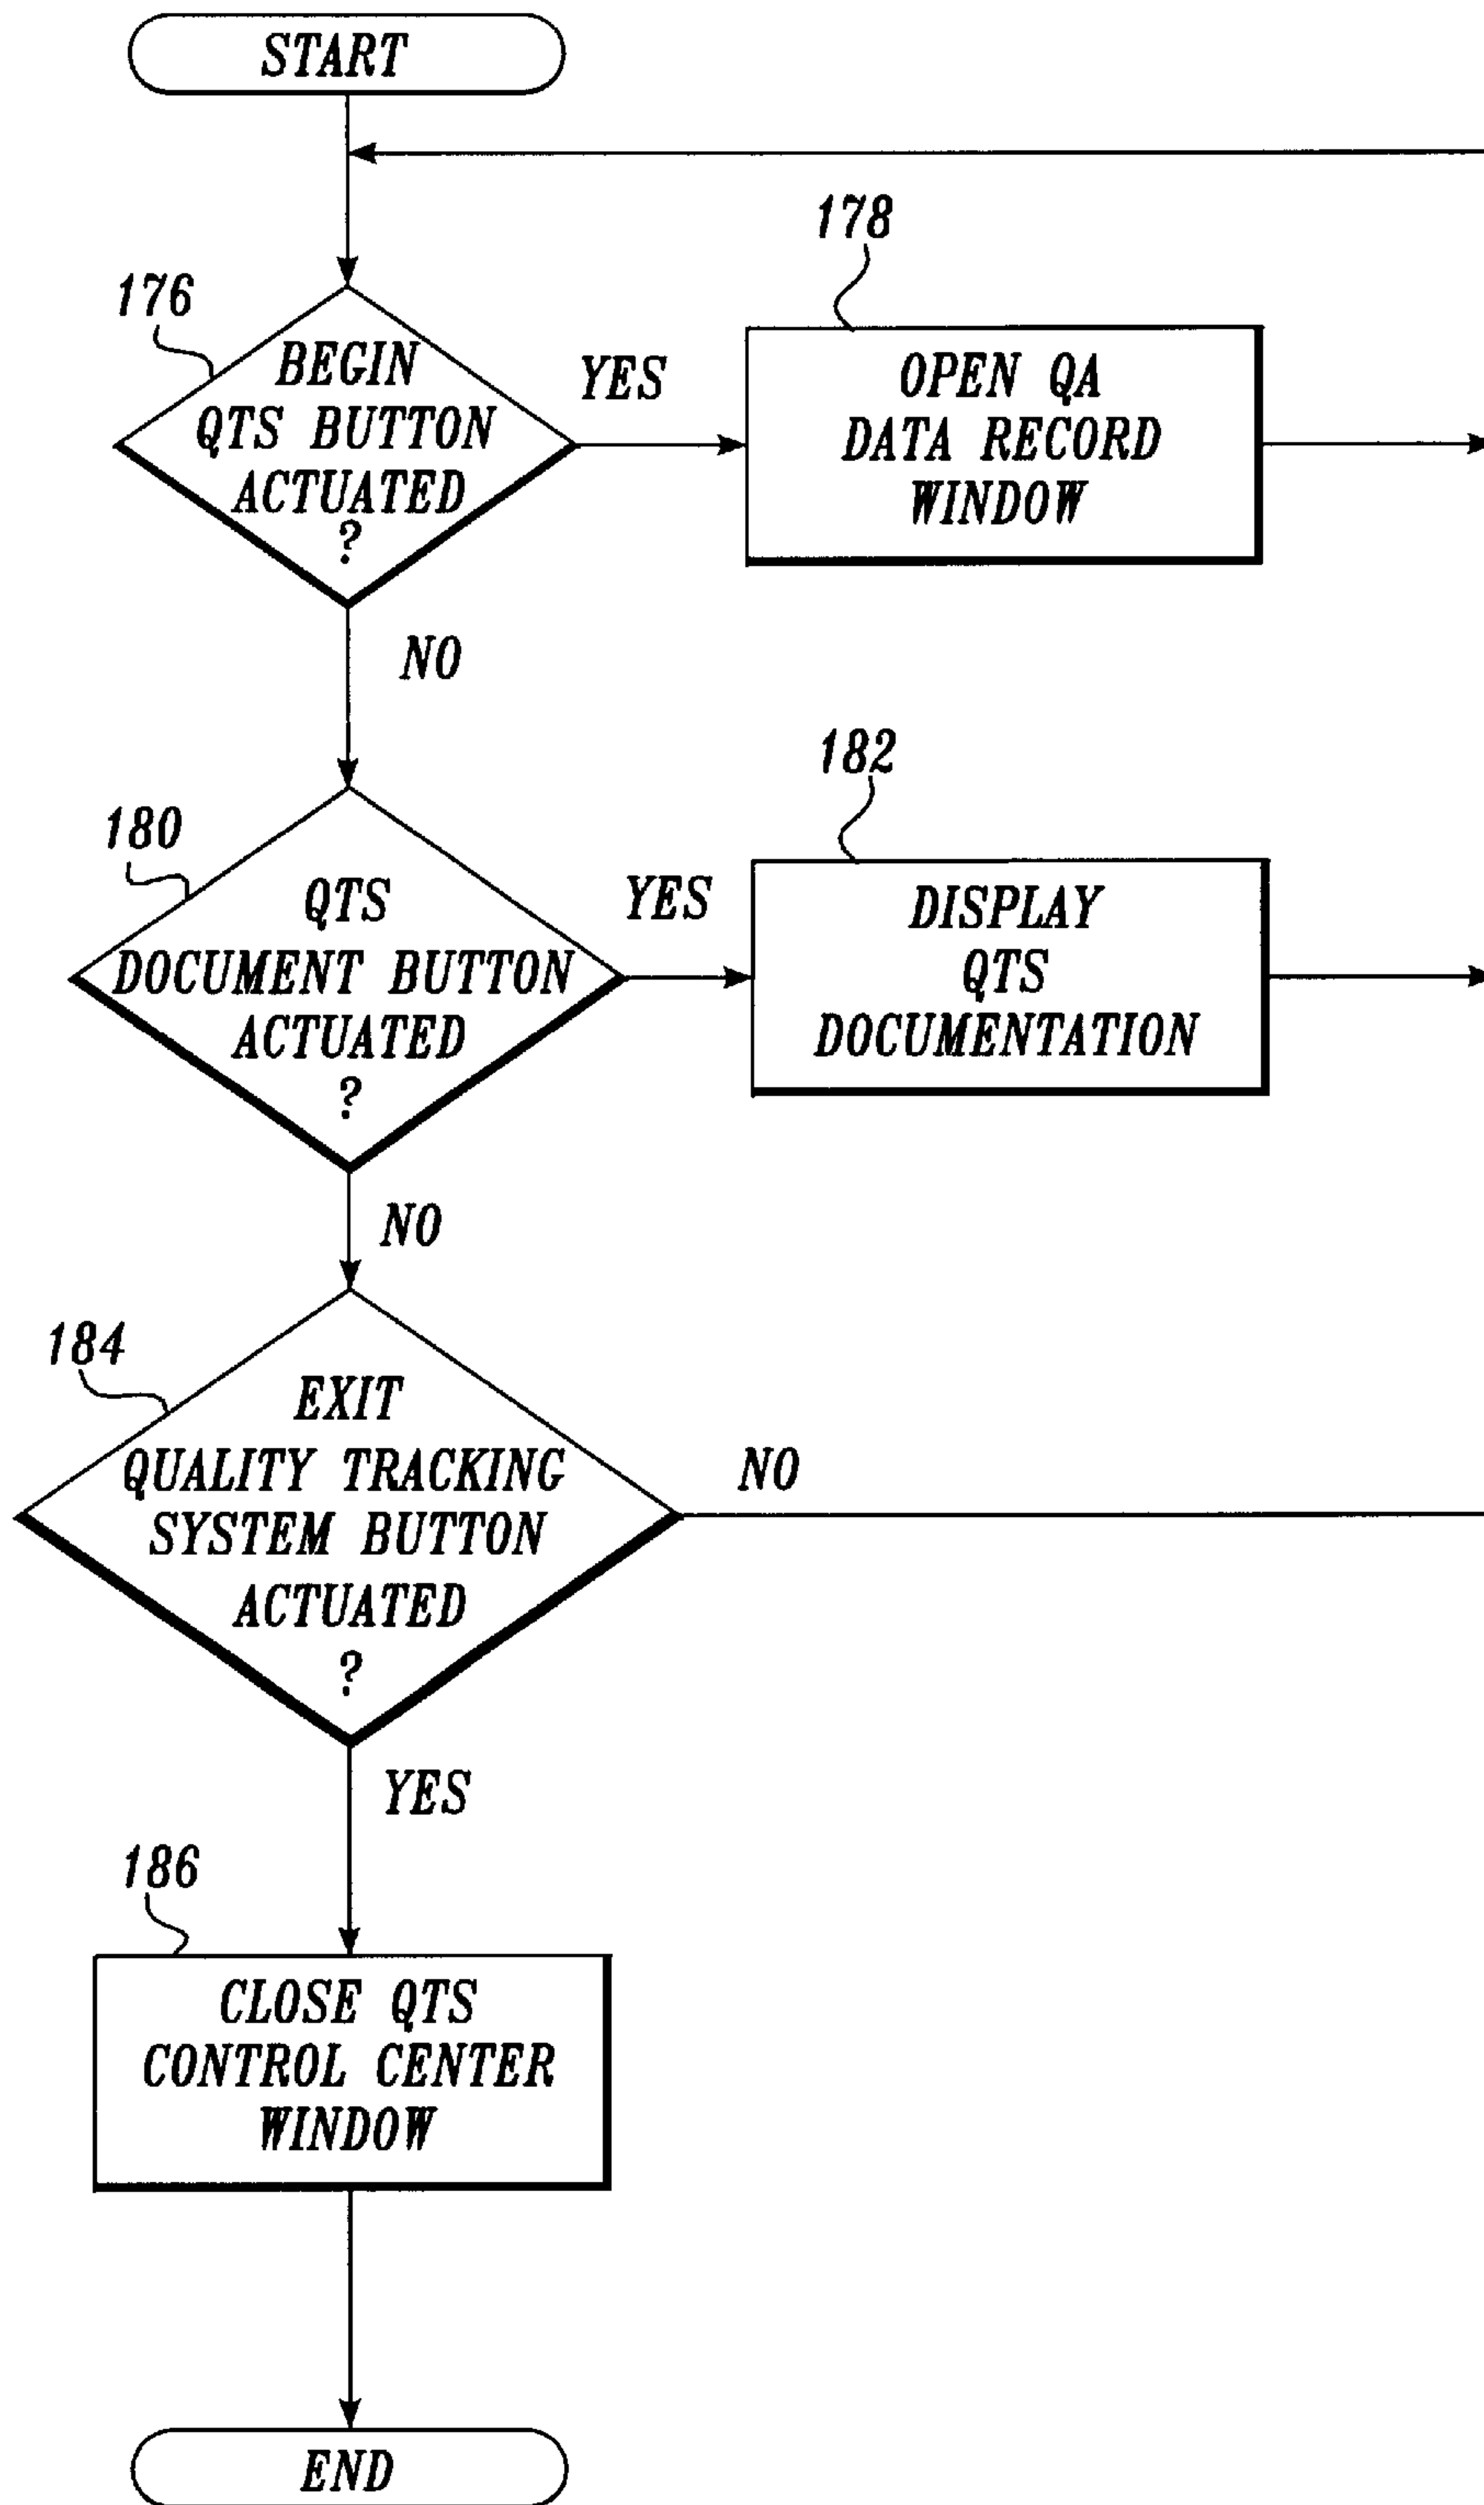 START
178
176
BEGIN
QTS BUTTON
ACTUATED
?
YES
OPEN QA
DATA RECORD
WINDOW
NO
182
180
QTS
DOCUMENT BUTTON
ACTUATED
?
YES
DISPLAY
QTS
DOCUMENTATION
NO
184
EXIT
QUALITY TRACKING
SYSTEM BUTTON
ACTUATED
?
NO
YES
186
CLOSE QTS
CONTROL CENTER
WINDOW
END